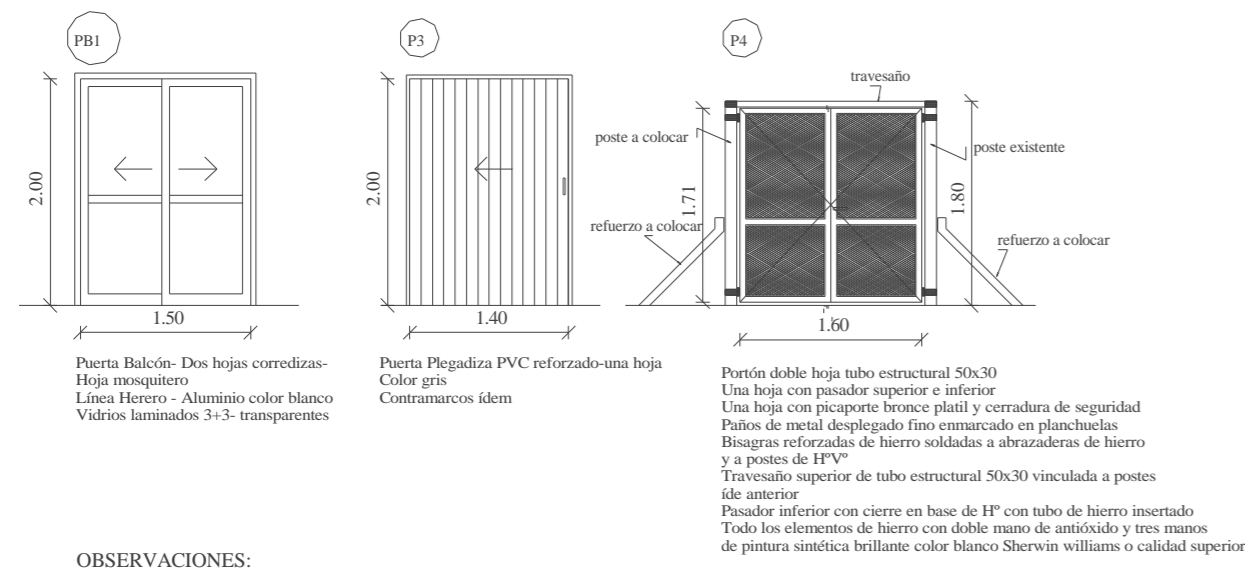 PB1
2.00
1.50
Puerta Balcón- Dos hojas corredizas-
Hoja mosquitero
Línea Herero - Aluminio color blanco
Vidrios laminados 3+3- transparentes
P3
2.00
1.40
Puerta Plegadiza PVC reforzado-una hoja
Color gris
Contramarcos ídem
P4
travesaño
poste a colocar
poste existente
1.71
1.80
refuerzo a colocar
refuerzo a colocar
1.60
Portón doble hoja tubo estructural 50x30
Una hoja con pasador superior e inferior
Una hoja con picaporte bronce platil y cerradura de seguridad
Paños de metal desplegado fino enmarcado en planchuelas
Bisagras reforzadas de hierro soldadas a abrazaderas de hierro
y a postes de HºVº
Travesaño superior de tubo estructural 50x30 vinculada a postes
íde anterior
Pasador inferior con cierre en base de Hº con tubo de hierro insertado
Todo los elementos de hierro con doble mano de antióxido y tres manos
de pintura sintética brillante color blanco Sherwin williams o calidad superior
OBSERVACIONES: